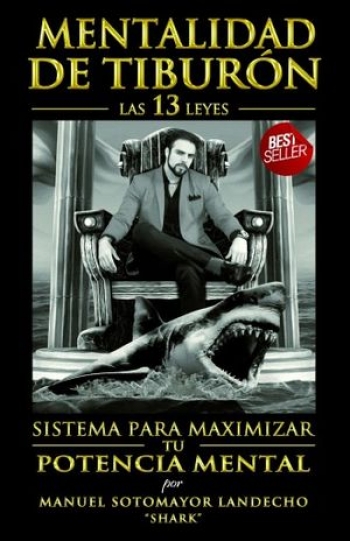 MENTALIDAD
DE TIBURÓN
LAS 13 LEYES
BEST
SELLER
SISTEMA PARA MAXIMIZAR
TU
POTENCIA MENTAL
por
MANUEL SOTOMAYOR LANDECHO
"SHARK"